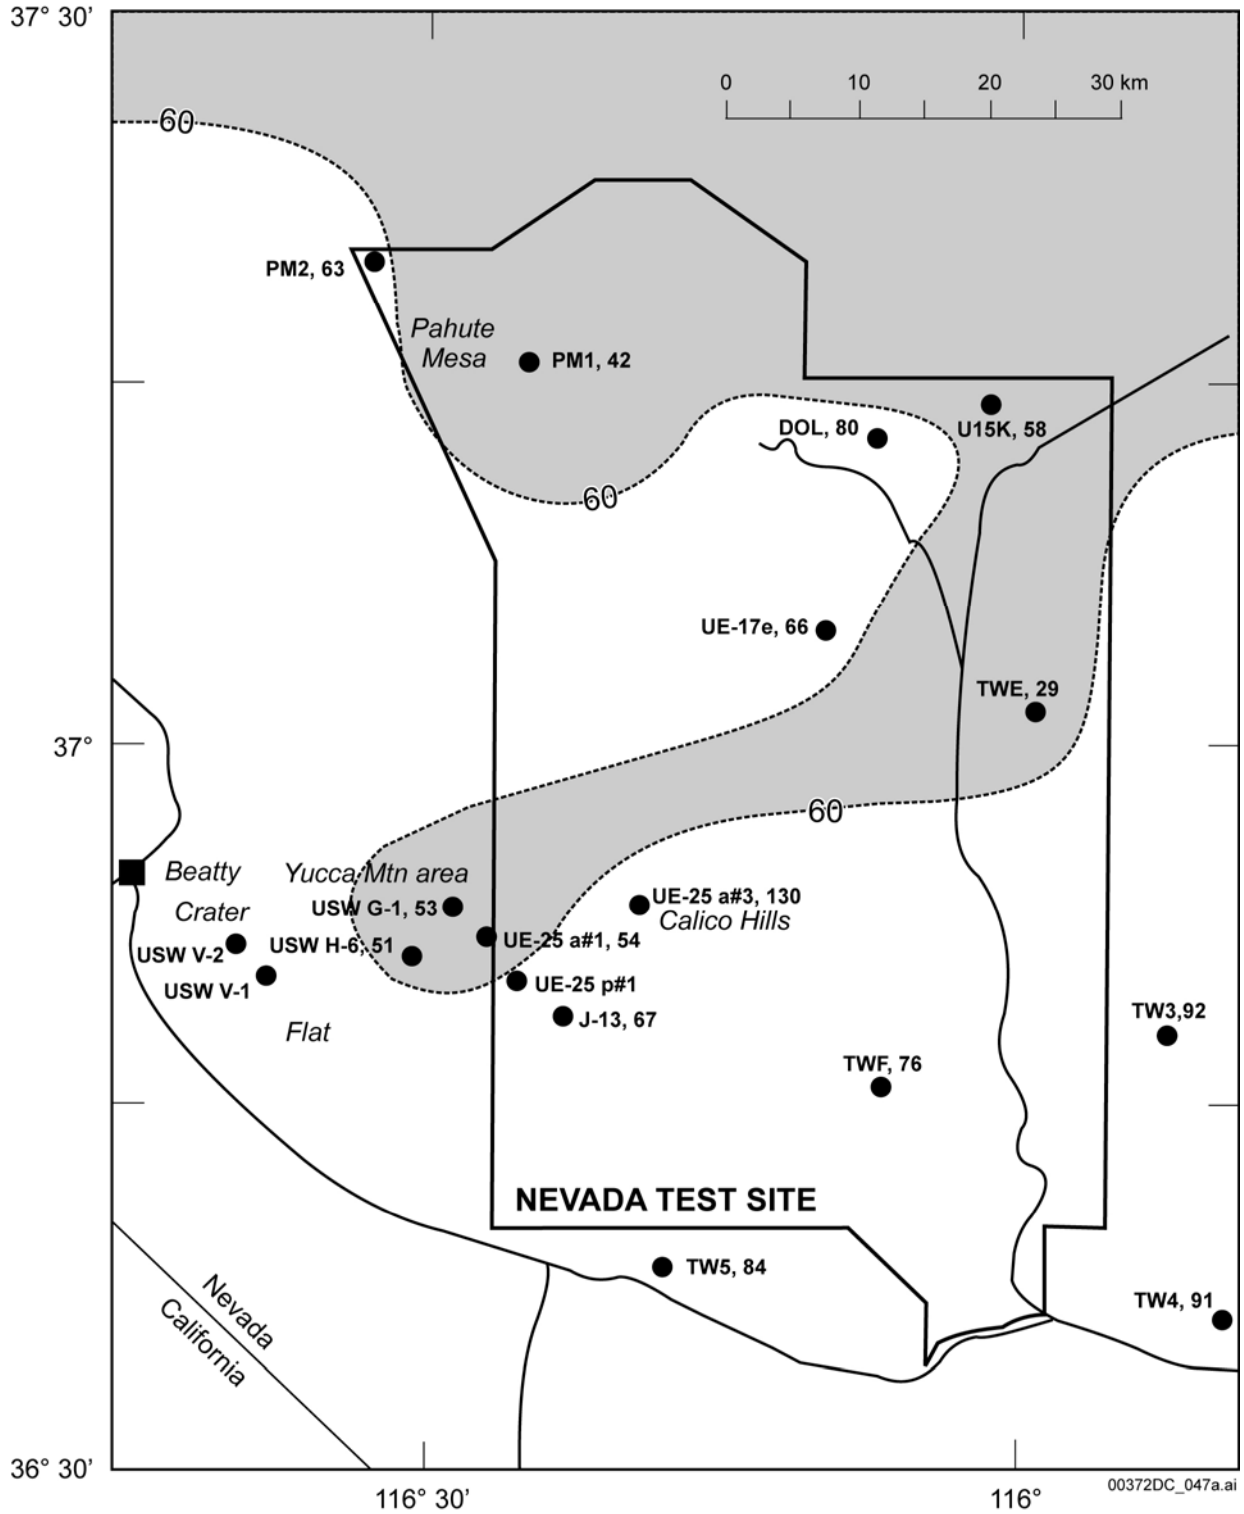 37° 30’
0 10 20 30 km
60
PM2, 63
Pahute
Mesa
PM1, 42
DOL, 80
U15K, 58
60
UE-17e, 66
TWE, 29
37°
60
Beatty
Yucca Mtn area
UE-25 a#3, 130
Crater
USW G-1, 53
Calico Hills
USW V-2
USW H-6, 51
UE-25 a#1, 54
USW V-1
UE-25 p#1
J-13, 67
Flat
TW3,92
TWF, 76
NEVADA TEST SITE
TW5, 84
TW4, 91
Nevada
California
36° 30’
116° 30’
116°
00372DC_047a.ai